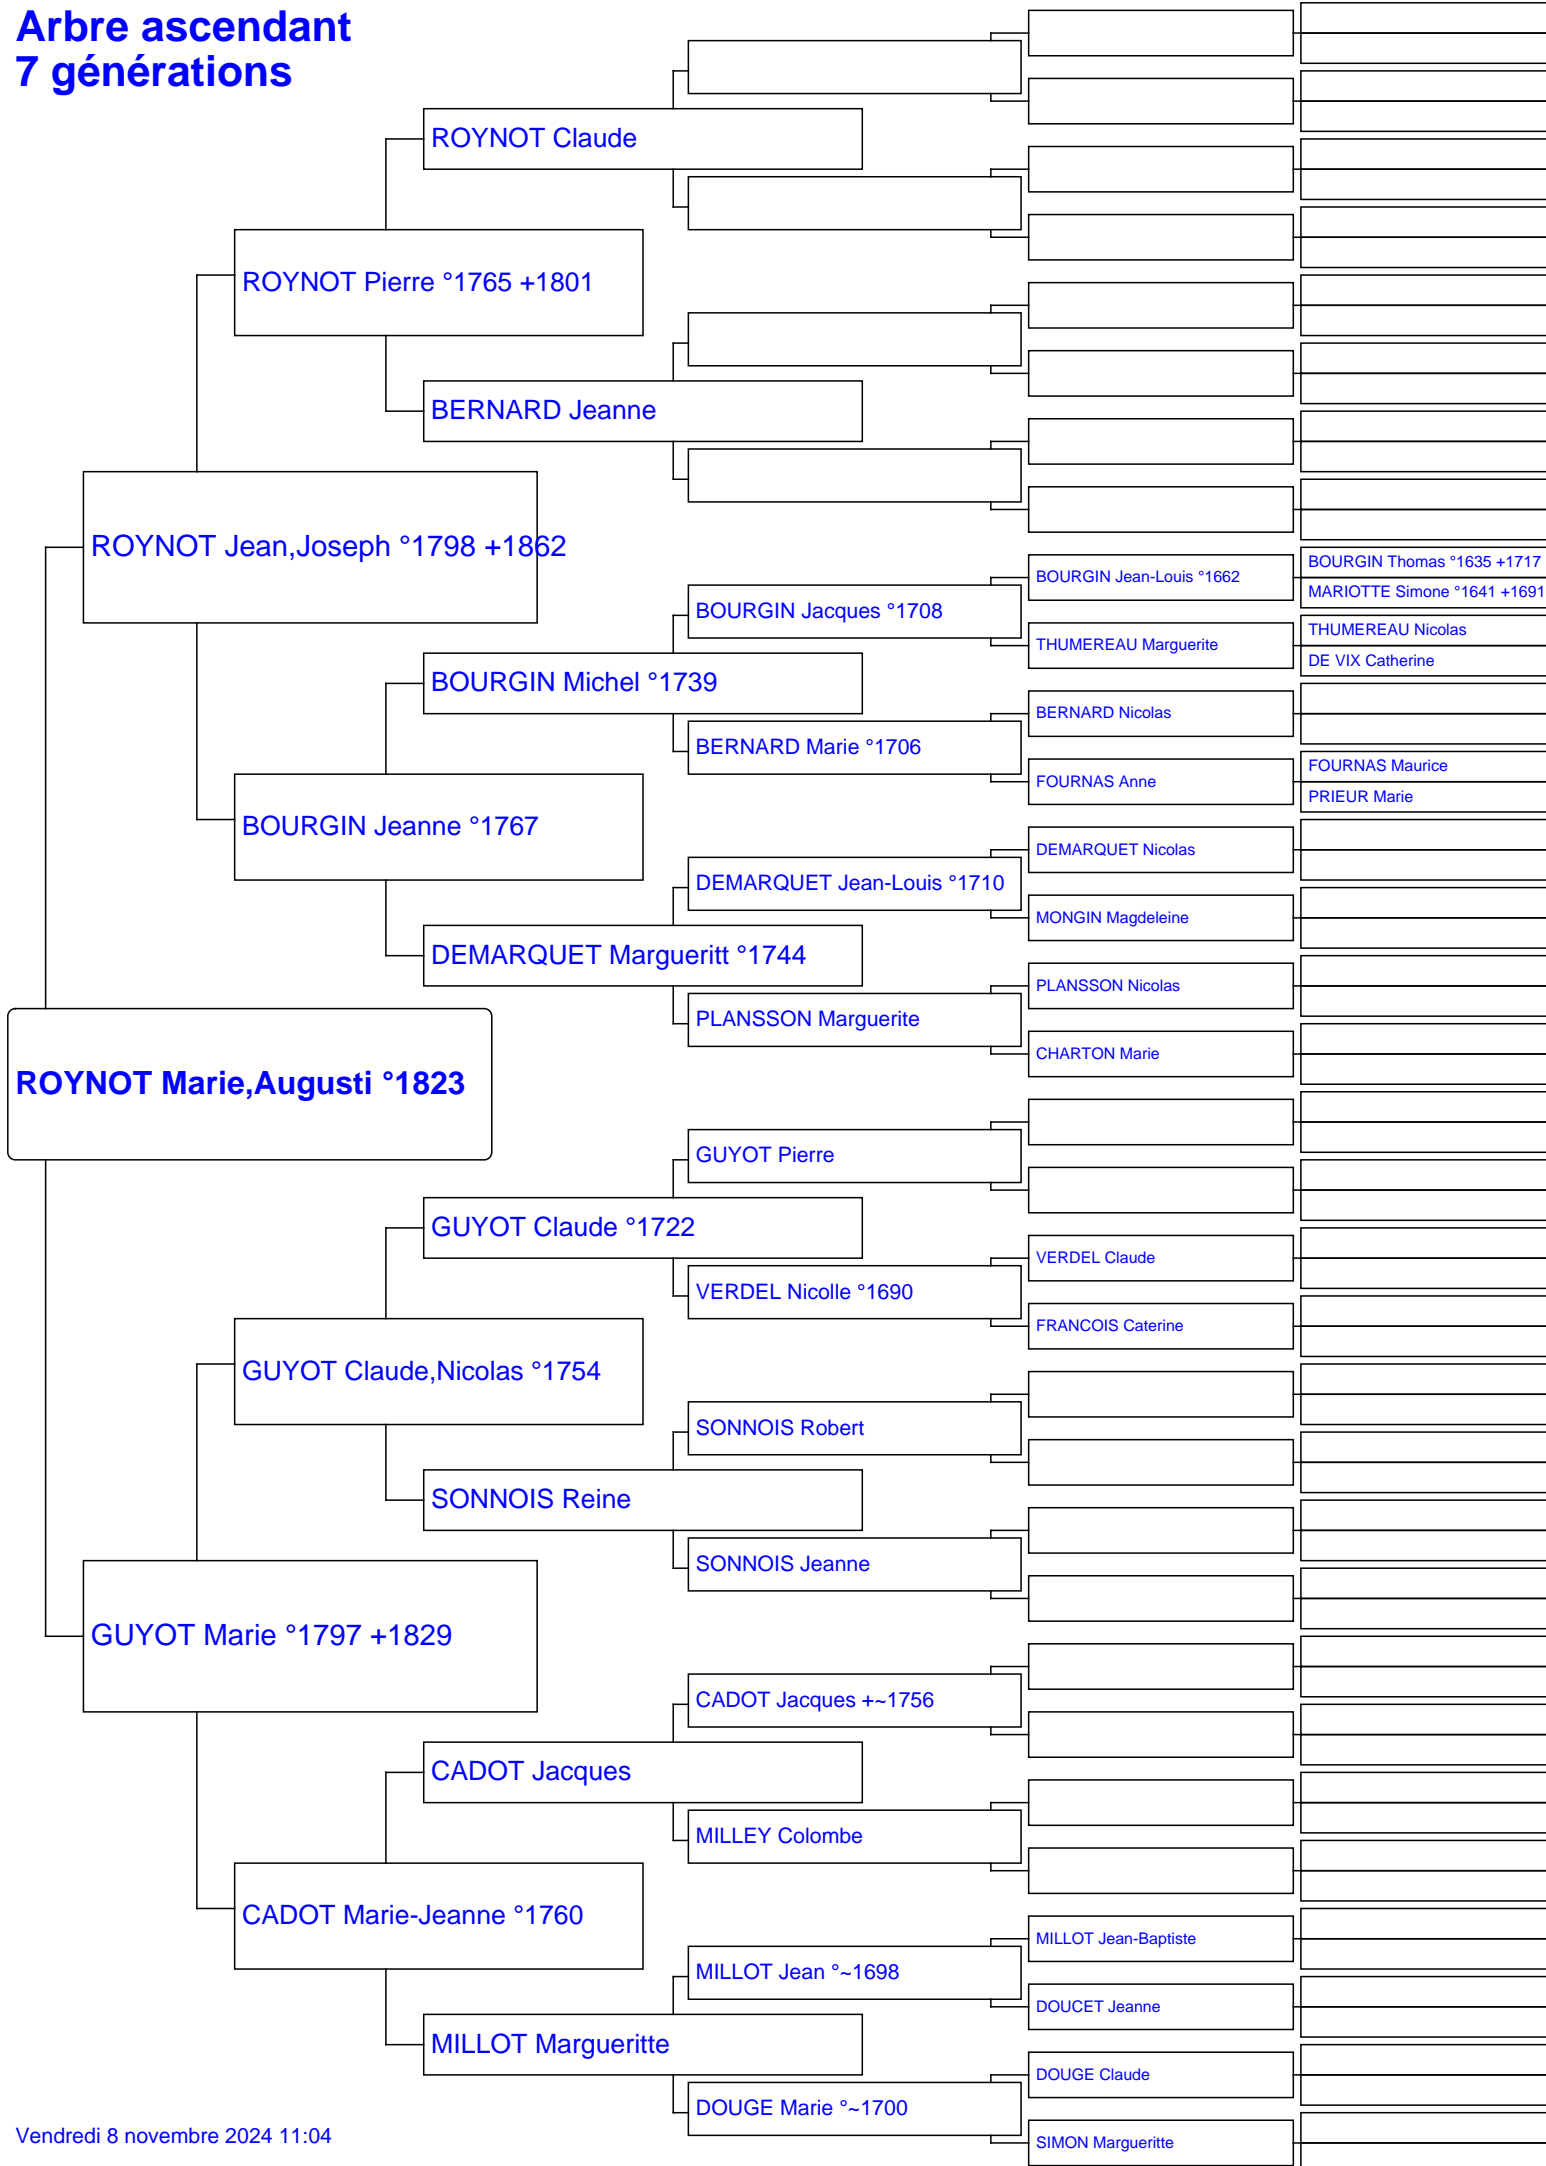 Arbre ascendant
7 générations
ROYNOT Claude
ROYNOT Pierre °1765 +1801
BERNARD Jeanne
ROYNOT Jean,Joseph °1798 +1862
BOURGIN Thomas °1635 +1717
BOURGIN Jean-Louis °1662
MARIOTTE Simone °1641 +1691
BOURGIN Jacques °1708
THUMEREAU Nicolas
THUMEREAU Marguerite
DE VIX Catherine
BOURGIN Michel °1739
BERNARD Nicolas
BERNARD Marie °1706
FOURNAS Maurice
FOURNAS Anne
PRIEUR Marie
BOURGIN Jeanne °1767
DEMARQUET Nicolas
DEMARQUET Jean-Louis °1710
MONGIN Magdeleine
DEMARQUET Margueritt °1744
PLANSSON Nicolas
PLANSSON Marguerite
CHARTON Marie
ROYNOT Marie,Augusti °1823
GUYOT Pierre
GUYOT Claude °1722
VERDEL Claude
VERDEL Nicolle °1690
FRANCOIS Caterine
GUYOT Claude,Nicolas °1754
SONNOIS Robert
SONNOIS Reine
SONNOIS Jeanne
GUYOT Marie °1797 +1829
CADOT Jacques +~1756
CADOT Jacques
MILLEY Colombe
CADOT Marie-Jeanne °1760
MILLOT Jean-Baptiste
MILLOT Jean °~1698
DOUCET Jeanne
MILLOT Margueritte
DOUGE Claude
DOUGE Marie °~1700
SIMON Margueritte
Vendredi 8 novembre 2024 11:04